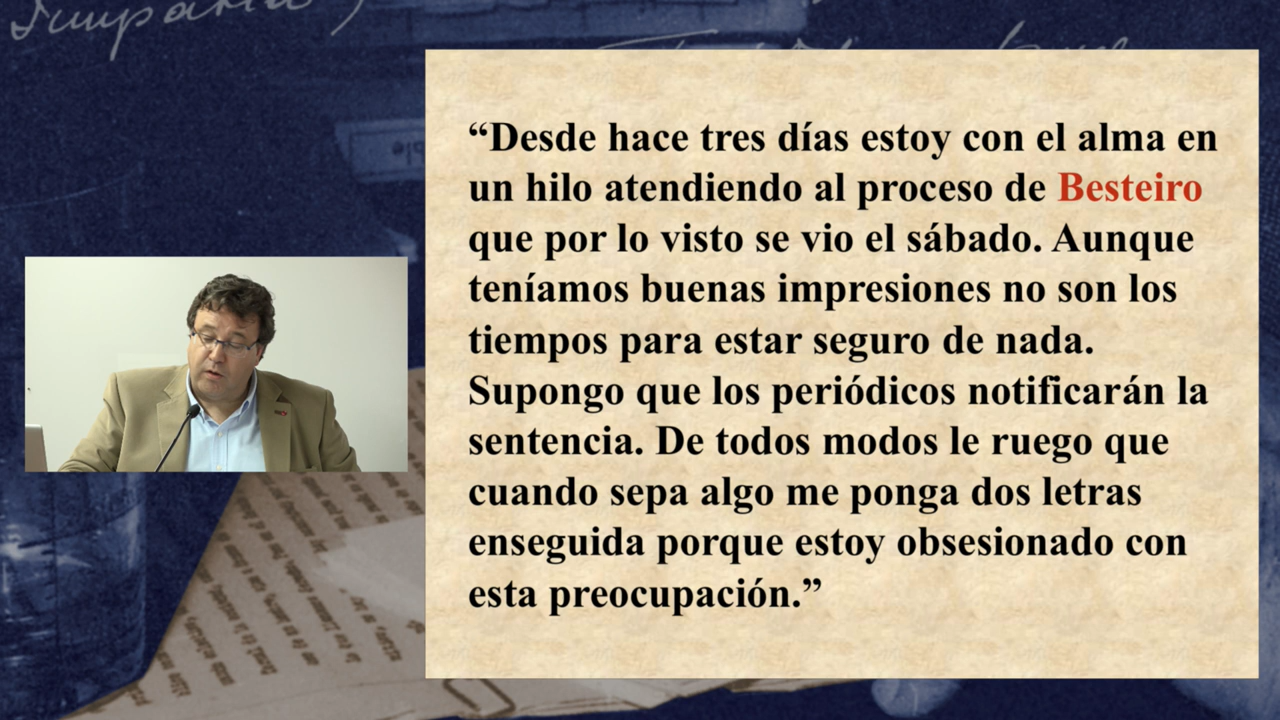 “Desde hace tres días estoy con el alma en
un hilo atendiendo al proceso de Besteiro
que por lo visto se vio el sábado. Aunque
teníamos buenas impresiones no son los
tiempos para estar seguro de nada.
Supongo que los periódicos notificarán la
sentencia. De todos modos le ruego que
cuando sepa algo me ponga dos letras
enseguida porque estoy obsesionado con
esta preocupación.”